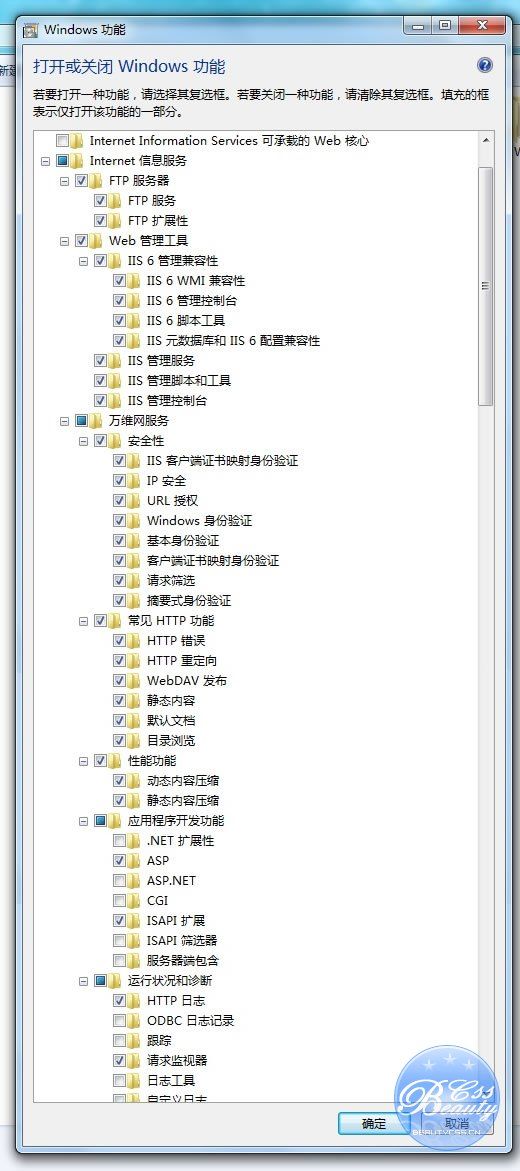 Windows 功能
新建
打开或关闭 Windows 功能
若要打开一种功能，请选择其复选框。若要关闭一种功能，请清除其复选框。填充的框
表示仅打开该功能的一部分。
Internet Information Services 可承载的 Web 核心
Internet 信息服务
FTP 服务器
FTP 服务
FTP 扩展性
Web 管理工具
IIS 6 管理兼容性
IIS 6 WMI 兼容性
IIS 6 管理控制台
IIS 6 脚本工具
IIS 元数据库和 IIS 6 配置兼容性
IIS 管理服务
IIS 管理脚本和工具
IIS 管理控制台
万维网服务
安全性
IIS 客户端证书映射身份验证
IP 安全
URL 授权
Windows 身份验证
基本身份验证
客户端证书映射身份验证
请求筛选
摘要式身份验证
常见 HTTP 功能
HTTP 错误
HTTP 重定向
WebDAV 发布
静态内容
默认文档
目录浏览
性能功能
动态内容压缩
静态内容压缩
应用程序开发功能
.NET 扩展性
ASP
ASP.NET
CGI
ISAPI 扩展
ISAPI 筛选器
服务器端包含
运行状况和诊断
HTTP 日志
ODBC 日志记录
跟踪
请求监视器
日志工具
自定义日志
确定
取消
Css
Beauty
BEAUTYCSS.CN